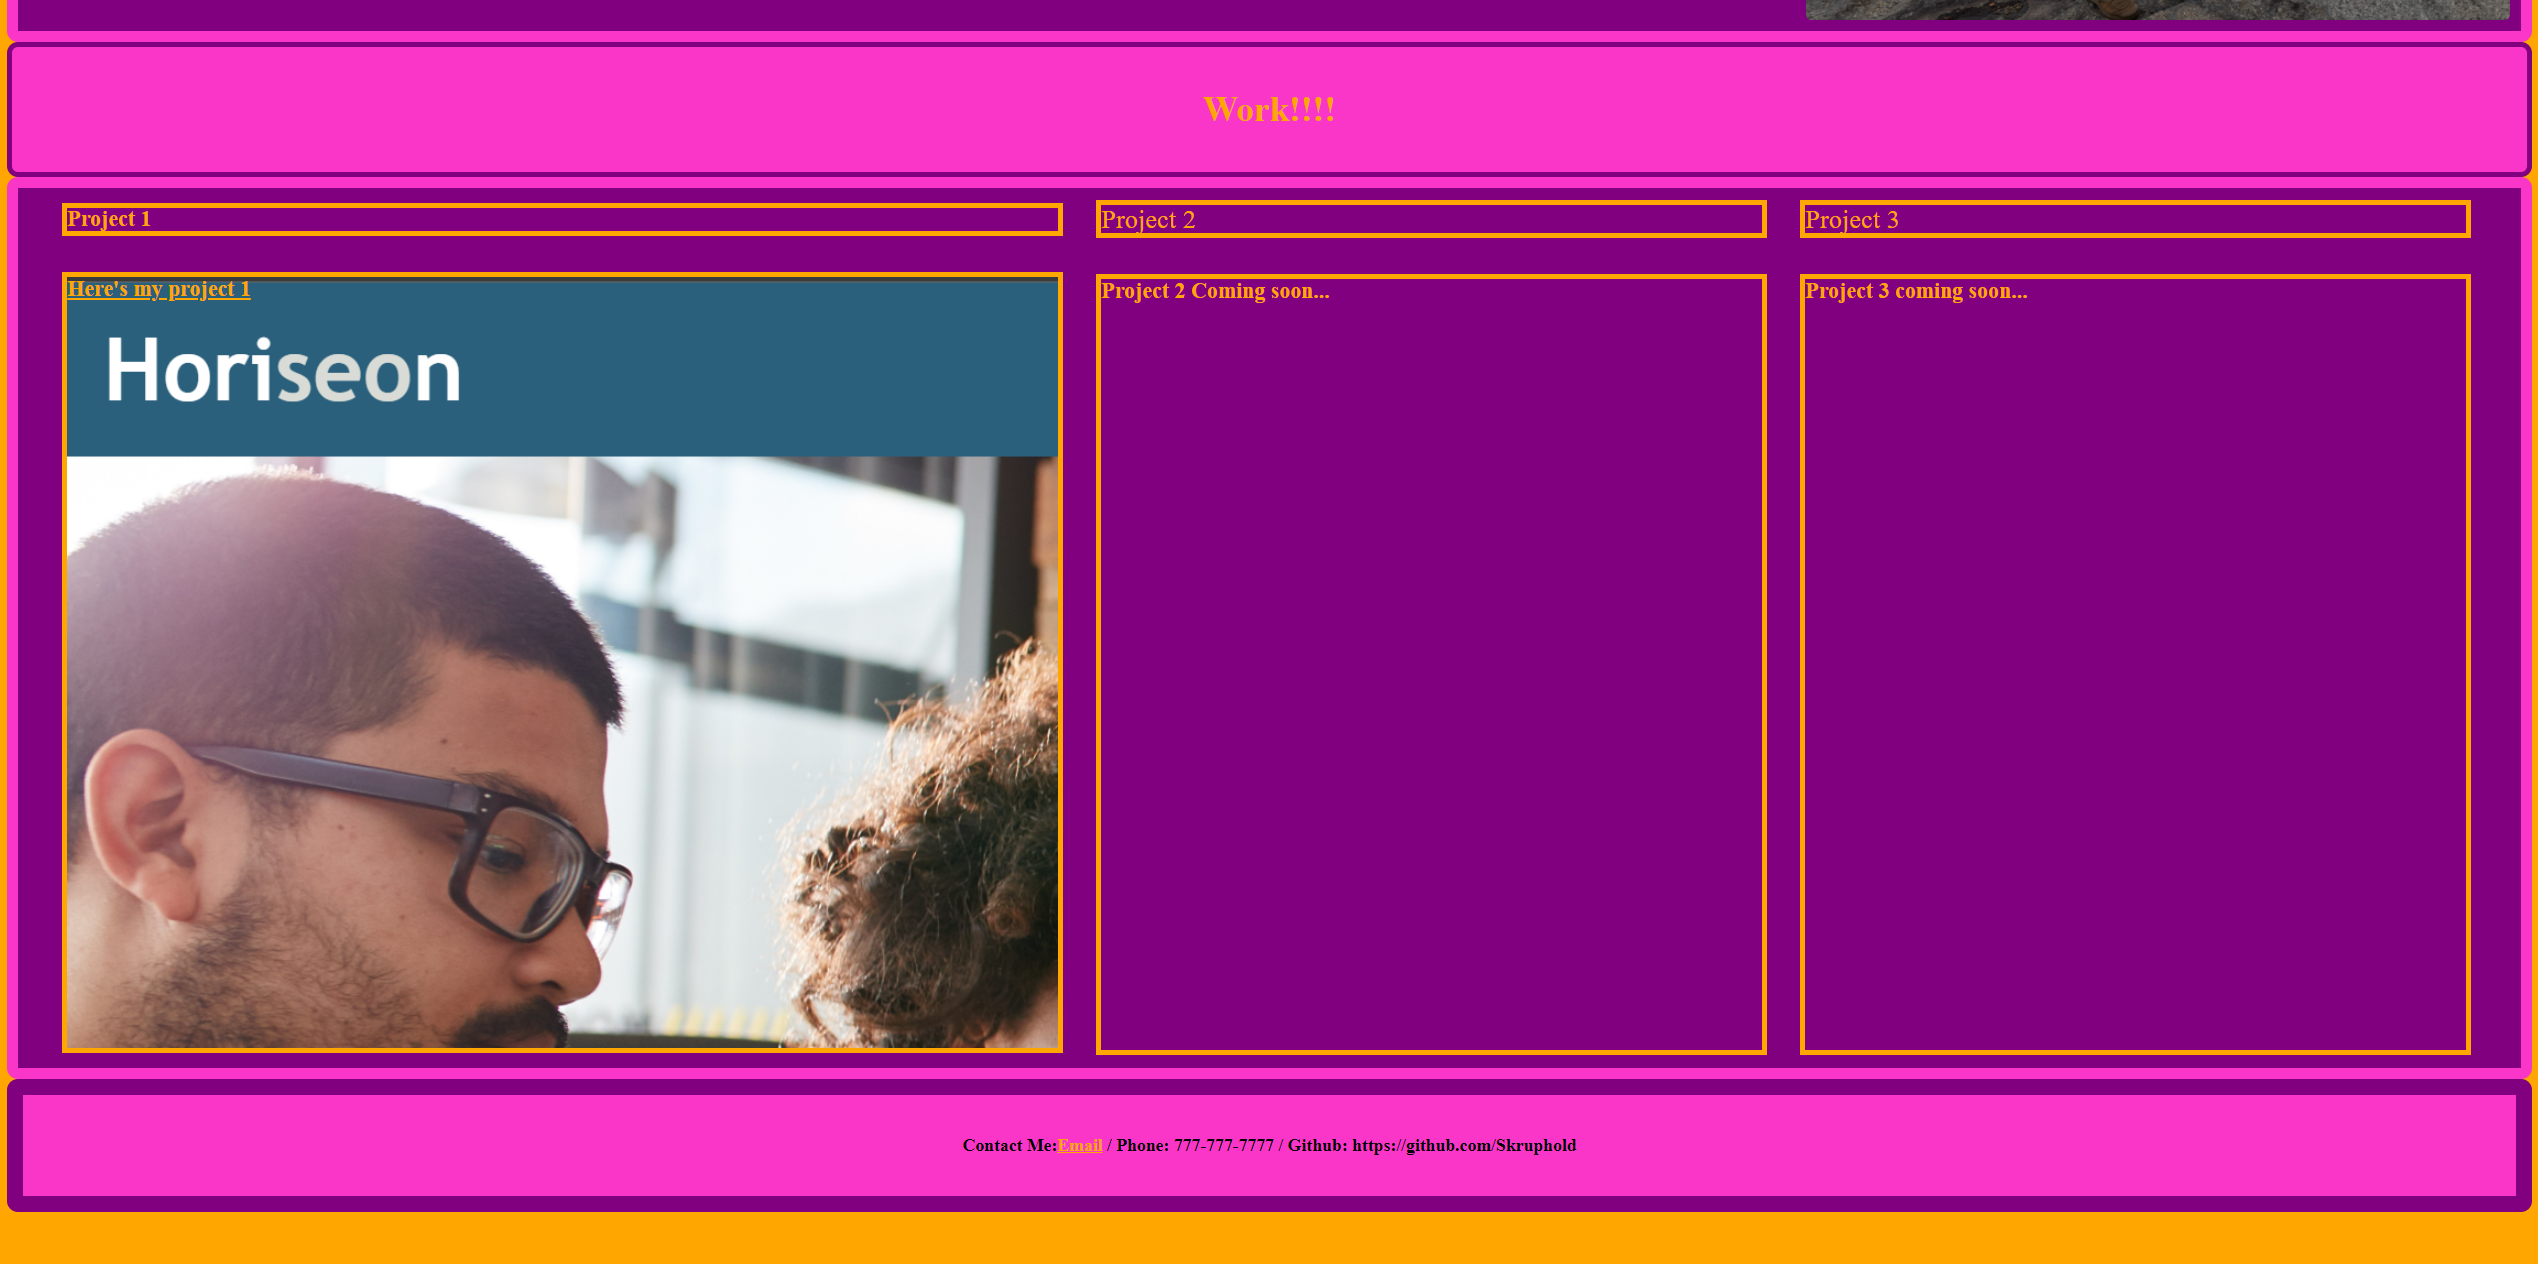 Work!!!!
Project 1
Project 2
Project 3
Here's my project 1
Project 2 Coming soon...
Project 3 coming soon...
Horiseon
Contact Me:Email / Phone: 777-777-7777 / Github: https://github.com/Skruphold